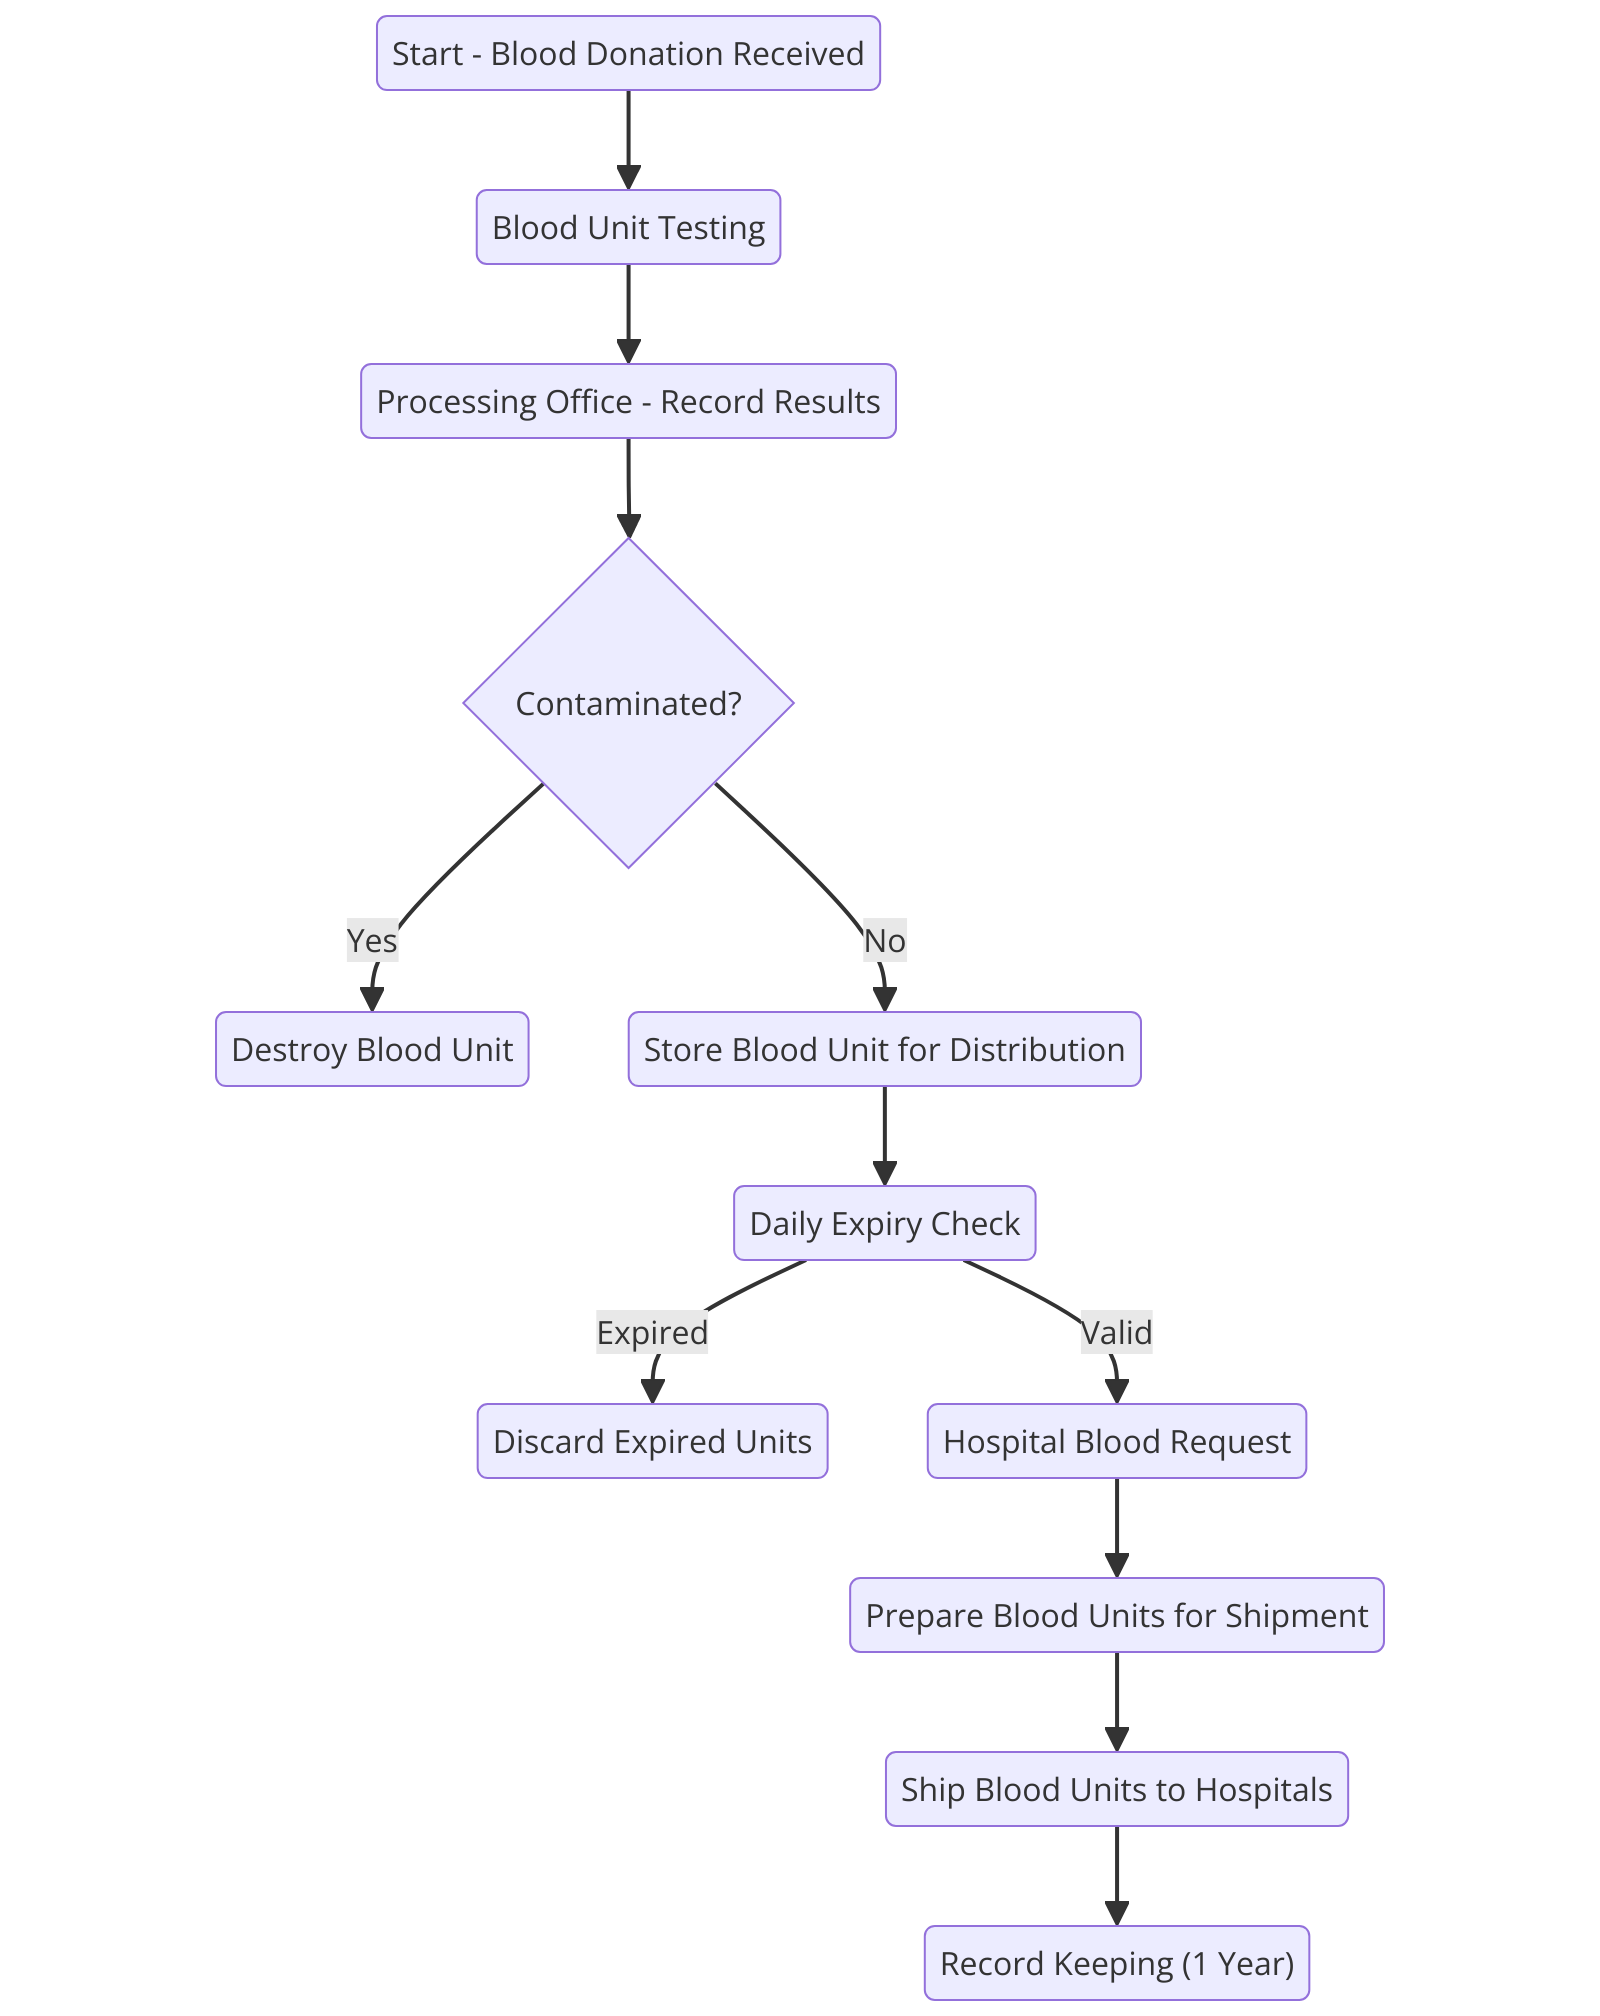 Start - Blood Donation Received
Blood Unit Testing
Processing Office - Record Results
Contaminated?
Yes
No
Destroy Blood Unit
Store Blood Unit for Distribution
Daily Expiry Check
Expired
Valid
Discard Expired Units
Hospital Blood Request
Prepare Blood Units for Shipment
Ship Blood Units to Hospitals
Record Keeping (1 Year)